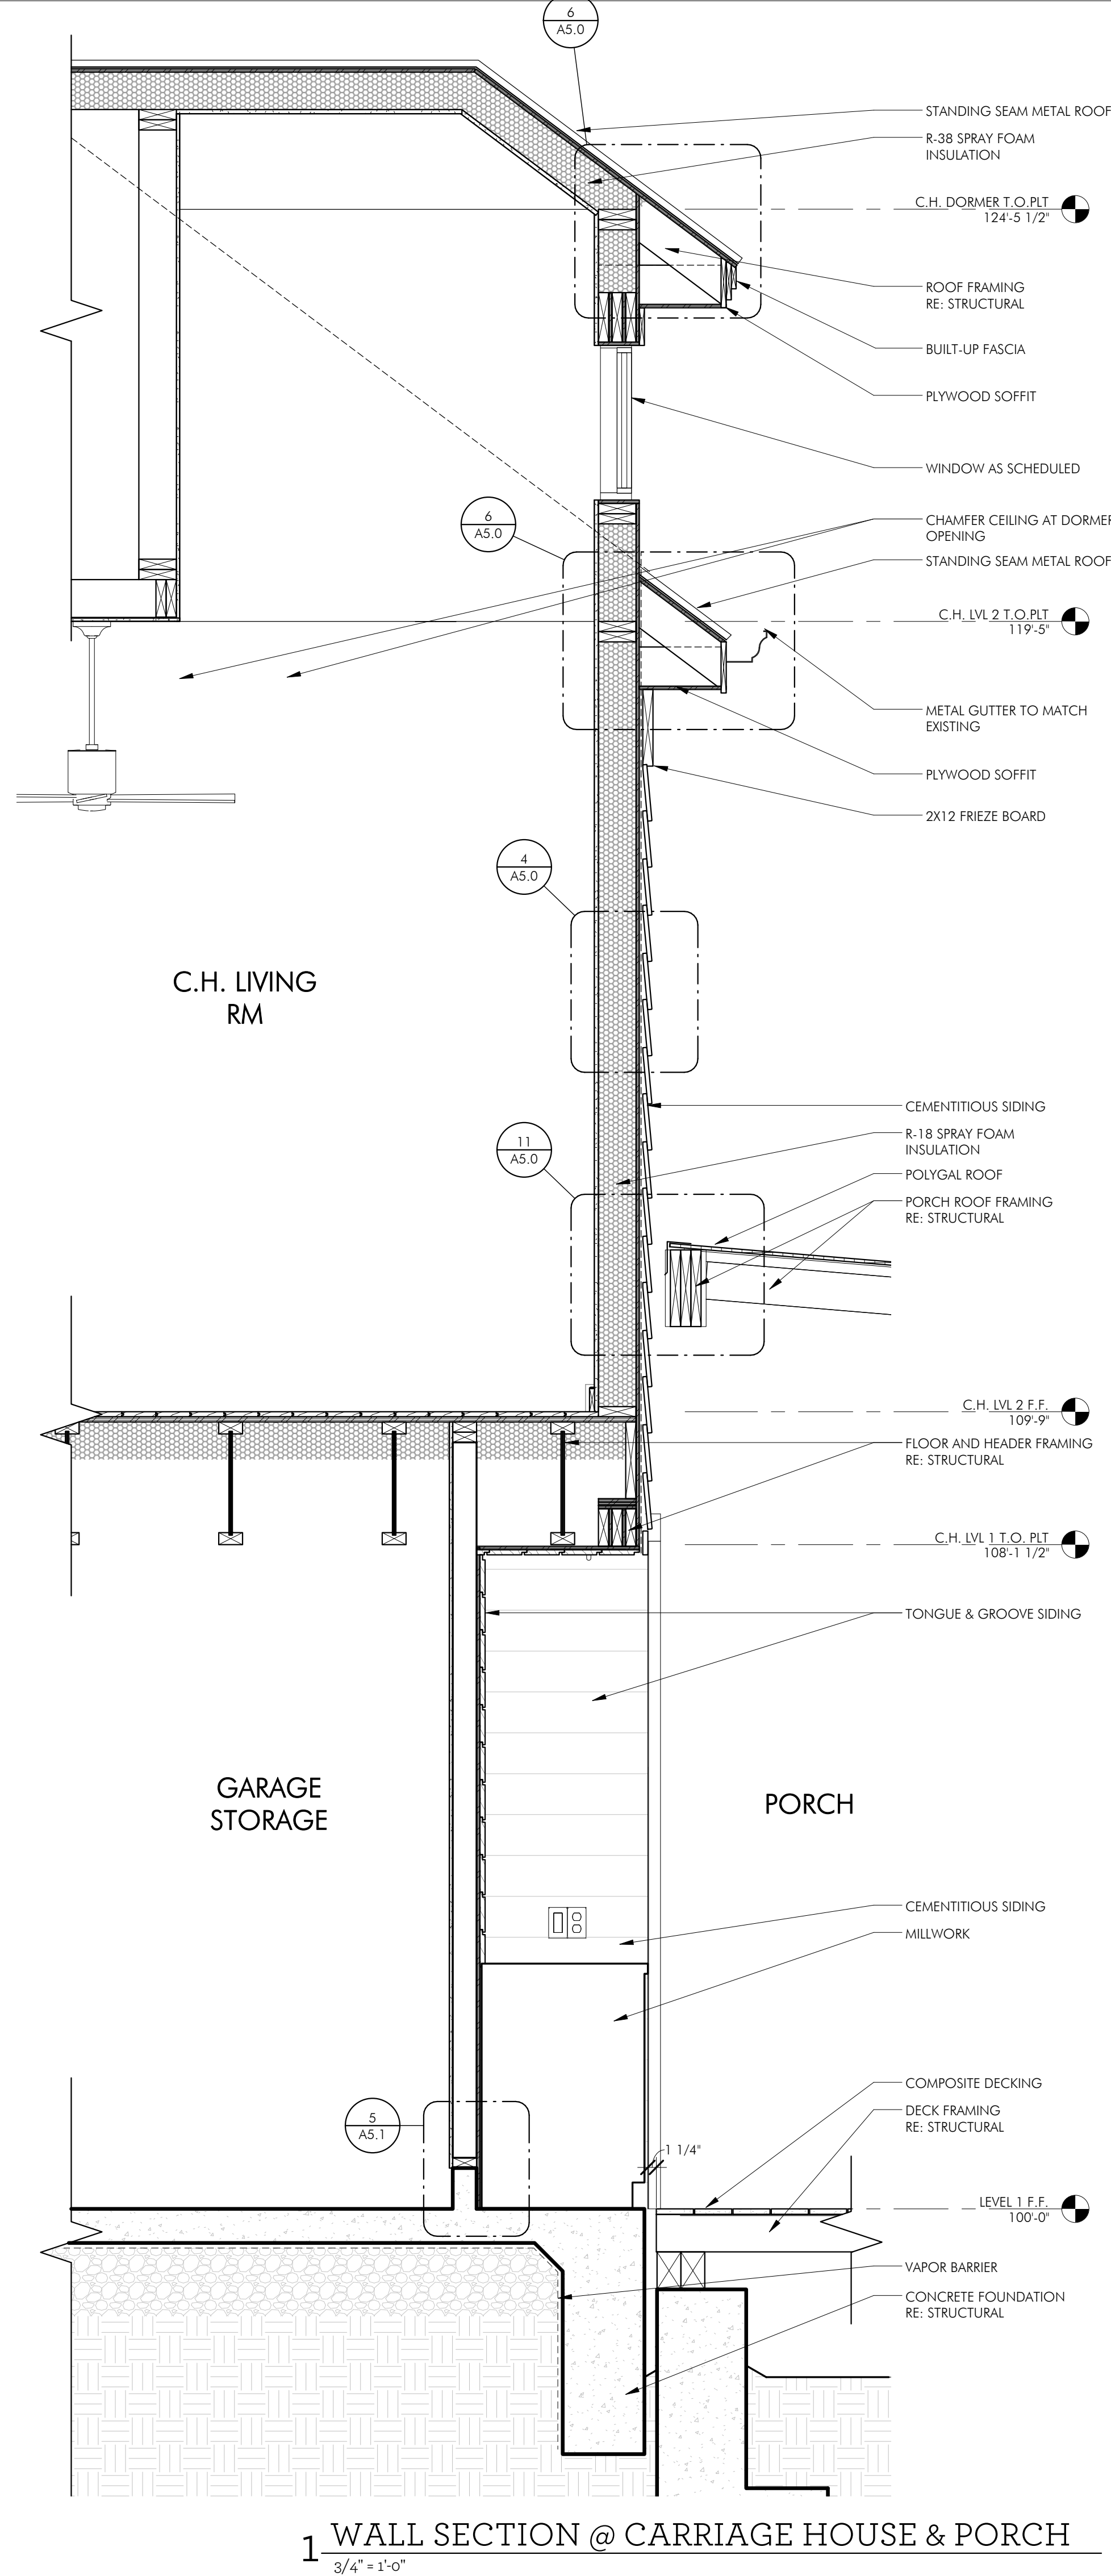 6
A5.0
STANDING SEAM METAL ROOF
R-38 SPRAY FOAM
INSULATION
C.H. DORMER T.O.PLT
124'-5 1/2"
ROOF FRAMING
RE: STRUCTURAL
BUILT-UP FASCIA
PLYWOOD SOFFIT
WINDOW AS SCHEDULED
6
A5.0
CHAMFER CEILING AT DORMER
OPENING
STANDING SEAM METAL ROOF
C.H. LVL 2 T.O.PLT
119'-5"
METAL GUTTER TO MATCH
EXISTING
PLYWOOD SOFFIT
2X12 FRIEZE BOARD
4
A5.0
C.H. LIVING
RM
CEMENTITIOUS SIDING
R-18 SPRAY FOAM
INSULATION
11
A5.0
POLYGAL ROOF
PORCH ROOF FRAMING
RE: STRUCTURAL
C.H. LVL 2 F.F.
109'-9"
FLOOR AND HEADER FRAMING
RE: STRUCTURAL
C.H. LVL 1 T.O. PLT
108'-1 1/2"
TONGUE & GROOVE SIDING
GARAGE
STORAGE
PORCH
CEMENTITIOUS SIDING
MILLWORK
COMPOSITE DECKING
DECK FRAMING
RE: STRUCTURAL
5
A5.1
1 1/4"
LEVEL 1 F.F.
100'-0"
VAPOR BARRIER
CONCRETE FOUNDATION
RE: STRUCTURAL
1 WALL SECTION @ CARRIAGE HOUSE & PORCH
3/4" = 1'-0"